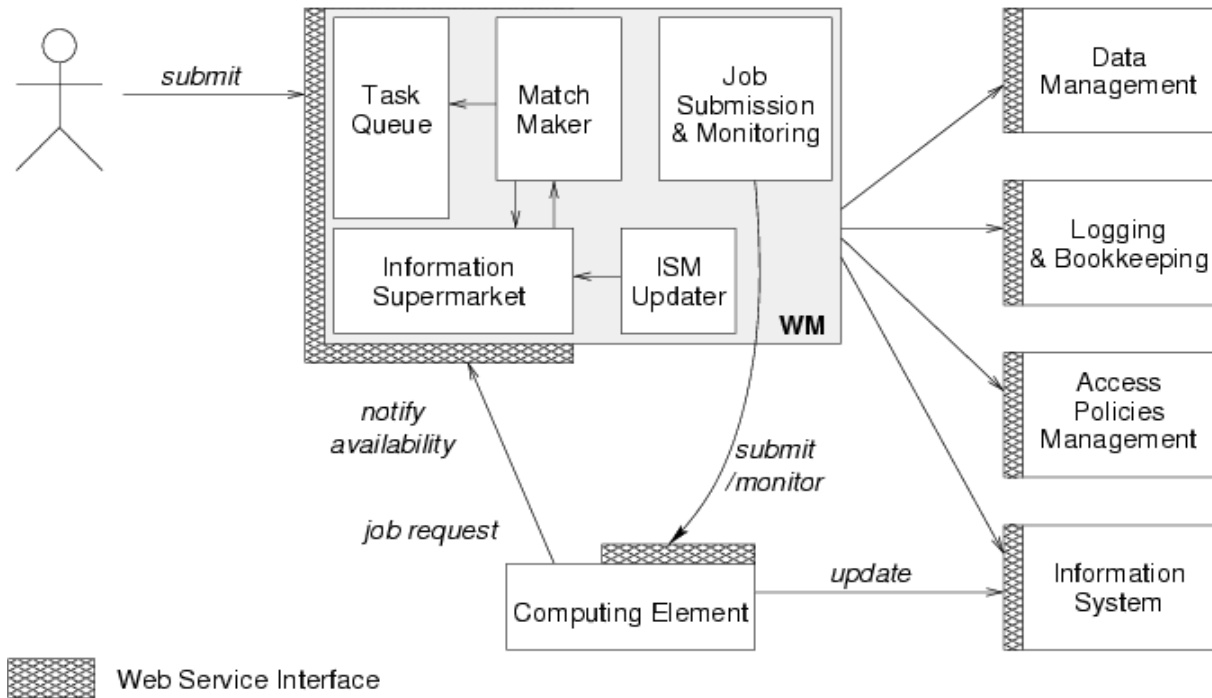 submit
Task
Queue
Match
Maker
Job
Submission
& Monitoring
Information
Supermarket
ISM
Updater
WM
Data
Management
Logging
& Bookkeeping
Access
Policies
Management
Information
System
notify
availability
job request
submit
/monitor
Computing Element
update
Web Service Interface